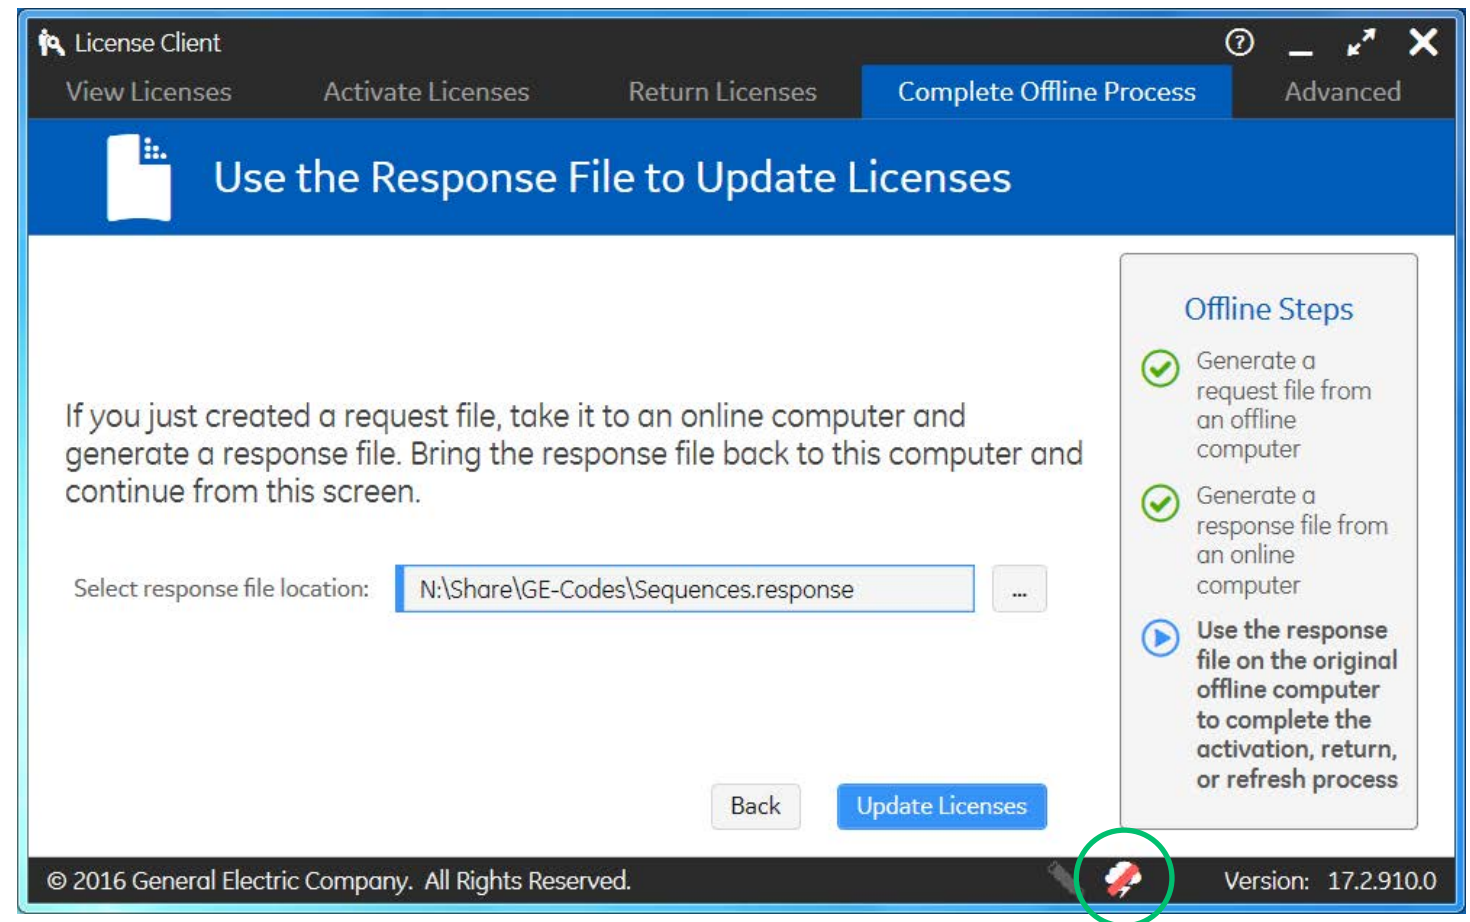 License Client
View Licenses Activate Licenses Return Licenses Complete Offline Process Advanced
Use the Response File to Update Licenses
If you just created a request file, take it to an online computer and
generate a response file. Bring the response file back to this computer and
continue from this screen.
Select response file location: N:\Share\GE-Codes\Sequences.response ...
Back Update Licenses
Offline Steps
Generate a
request file from
an offline
computer
Generate a
response file from
an online
computer
Use the response
file on the original
offline computer
to complete the
activation, return,
or refresh process
© 2016 General Electric Company. All Rights Reserved. Version: 17.2.910.0